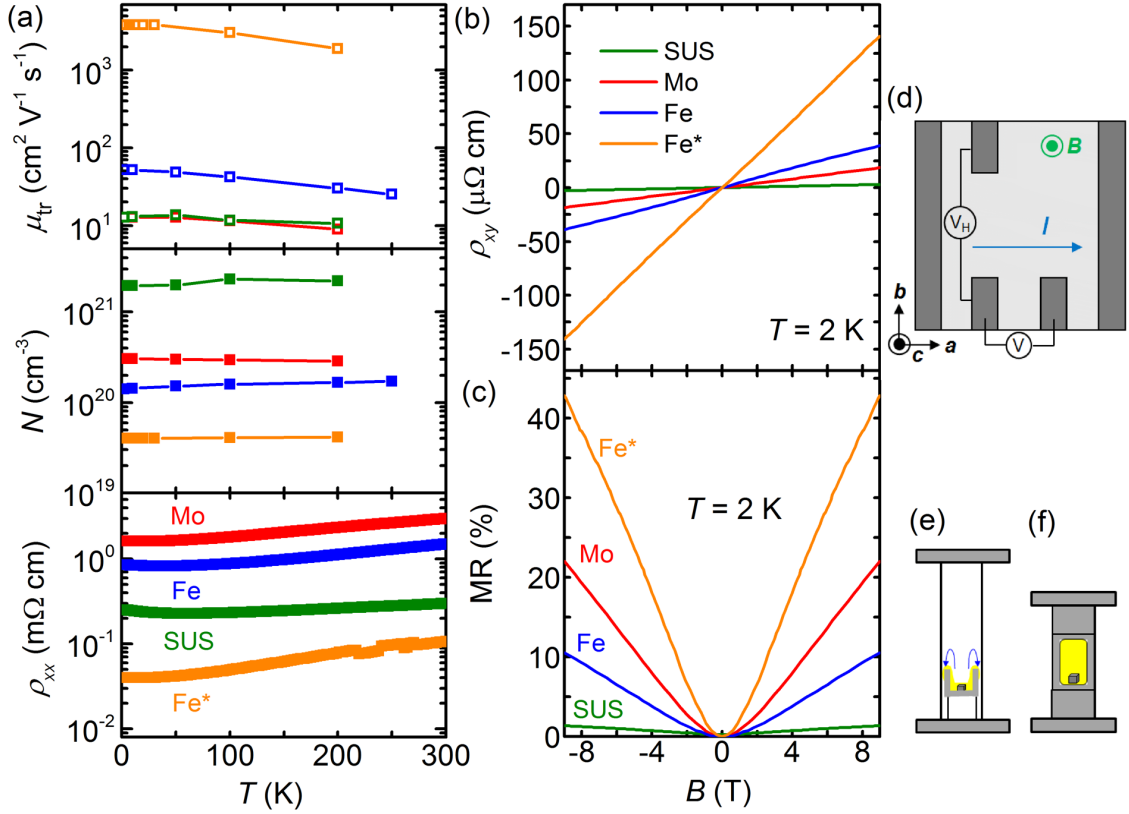 (a)
μtr (cm² V⁻¹ s⁻¹)
10³
10²
10¹
N (cm⁻³)
10²¹
10²⁰
10¹⁹
ρxx (mΩ cm)
10⁰
10⁻¹
10⁻²
Mo
Fe
SUS
Fe*
0
100
200
300
T (K)
(b)
ρxy (μΩ cm)
150
100
50
0
-50
-100
-150
SUS
Mo
Fe
Fe*
T = 2 K
(c)
MR (%)
40
30
20
10
0
Fe*
T = 2 K
Mo
Fe
SUS
-8
-4
0
4
8
B (T)
(d)
B
VH
I
b
c
a
V
(e)
(f)